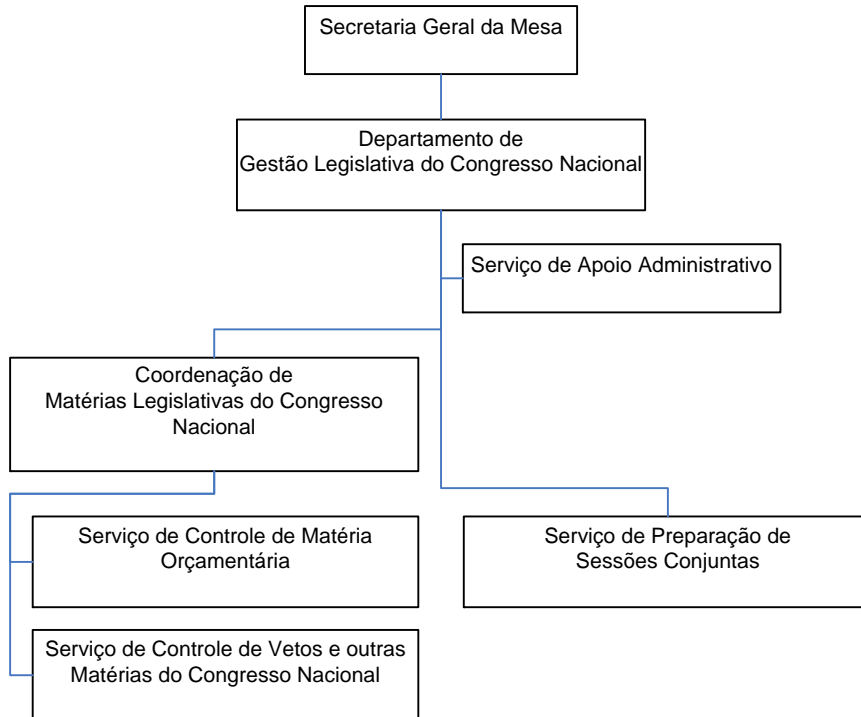 Secretaria Geral da Mesa
Departamento de
Gestão Legislativa do Congresso Nacional
Serviço de Apoio Administrativo
Coordenação de
Matérias Legislativas do Congresso
Nacional
Serviço de Controle de Matéria
Orçamentária
Serviço de Preparação de
Sessões Conjuntas
Serviço de Controle de Vetos e outras
Matérias do Congresso Nacional